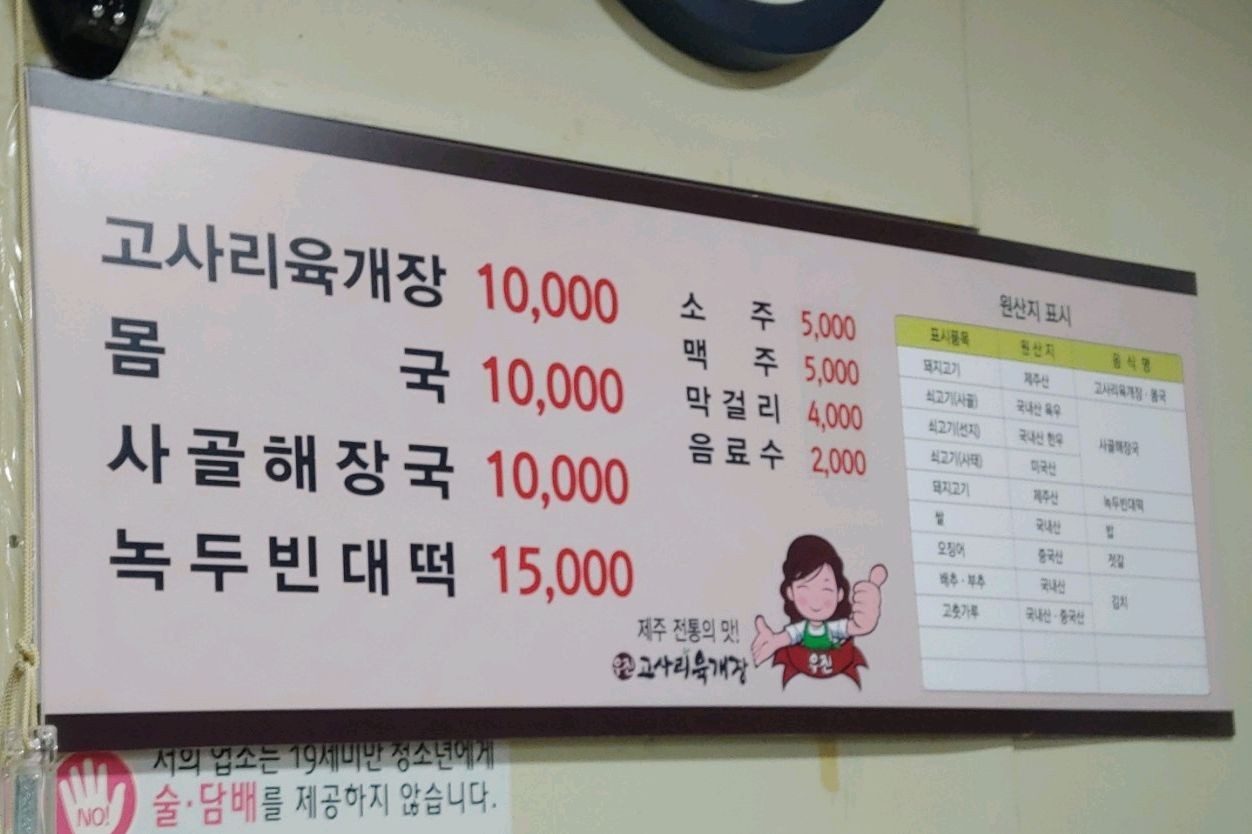 고사리육개장 10,000
몸 국 10,000
사골해장국 10,000
녹두빈대떡 15,000
소 주 5,000
맥 주 5,000
막걸리 4,000
음료수 2,000
제주 전통의 맛!
우진 고사리육개장
우진
원산지 표시
표시품목 원산지 음식명
돼지고기 제주산 고사리육개장·몸국
쇠고기(사골) 국내산 육우
쇠고기(선지) 국내산 한우 사골해장국
쇠고기(사태) 미국산
돼지고기 제주산 녹두빈대떡
쌀 국내산 밥
오징어 중국산 젓갈
배추·부추 국내산 김치
고춧가루 국내산·중국산
NO!
저희 업소는 19세미만 청소년에게
술·담배를 제공하지 않습니다.